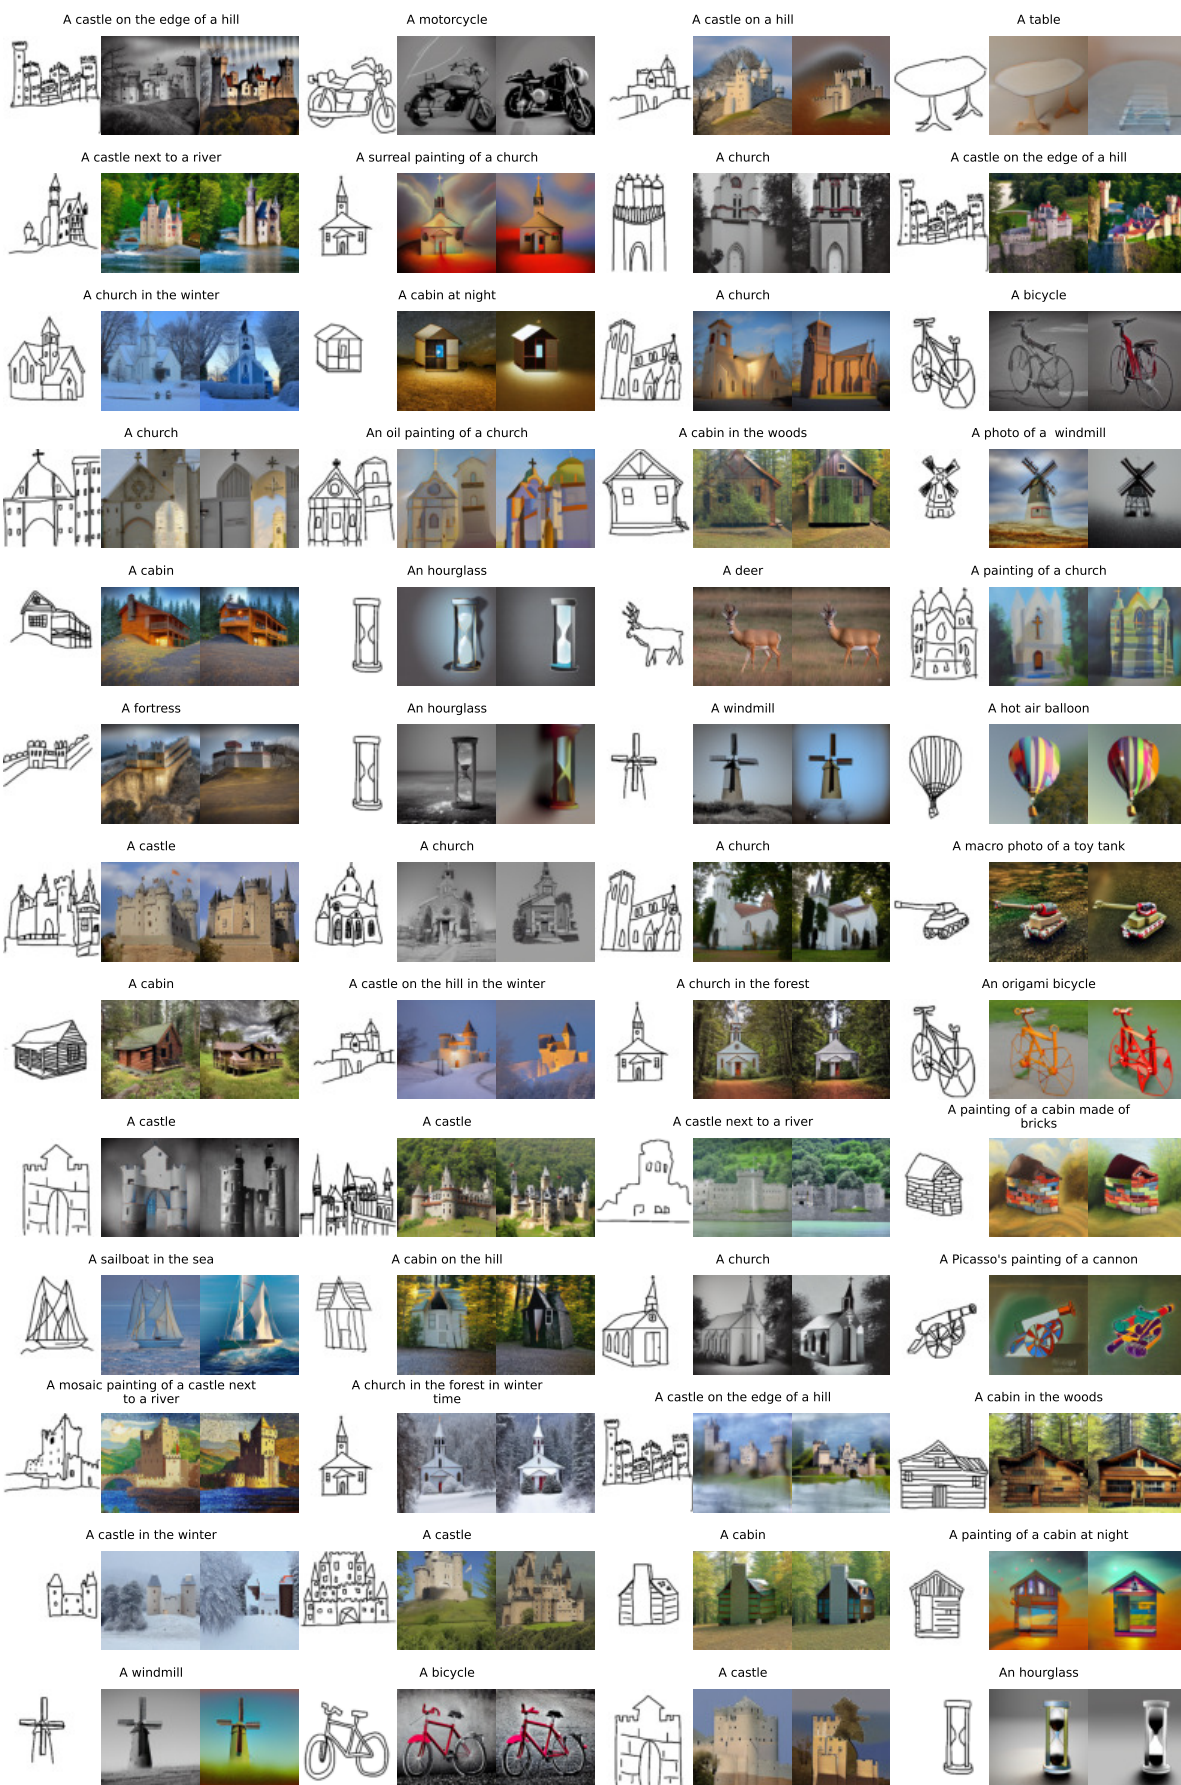 A castle on the edge of a hill
A motorcycle
A castle on a hill
A table
A castle next to a river
A surreal painting of a church
A church
A castle on the edge of a hill
A church in the winter
A cabin at night
A church
A bicycle
A church
An oil painting of a church
A cabin in the woods
A photo of a  windmill
A cabin
An hourglass
A deer
A painting of a church
A fortress
An hourglass
A windmill
A hot air balloon
A castle
A church
A church
A macro photo of a toy tank
A cabin
A castle on the hill in the winter
A church in the forest
An origami bicycle
A castle
A castle
A castle next to a river
A painting of a cabin made of
bricks
A sailboat in the sea
A cabin on the hill
A church
A Picasso's painting of a cannon
A mosaic painting of a castle next
to a river
A church in the forest in winter
time
A castle on the edge of a hill
A cabin in the woods
A castle in the winter
A castle
A cabin
A painting of a cabin at night
A windmill
A bicycle
A castle
An hourglass